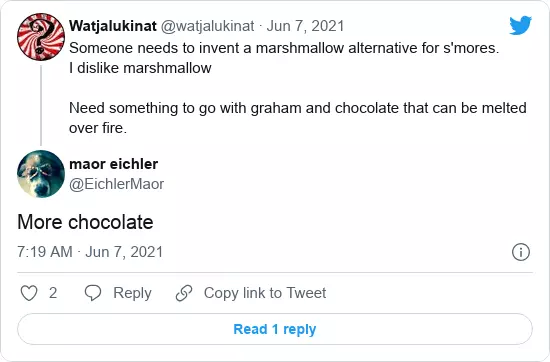 Watjalukinat @watjalukinat · Jun 7, 2021
Someone needs to invent a marshmallow alternative for s'mores.
I dislike marshmallow
Need something to go with graham and chocolate that can be melted
over fire.
maor eichler
@EichlerMaor
More chocolate
7:19 AM · Jun 7, 2021
2 Reply Copy link to Tweet
Read 1 reply